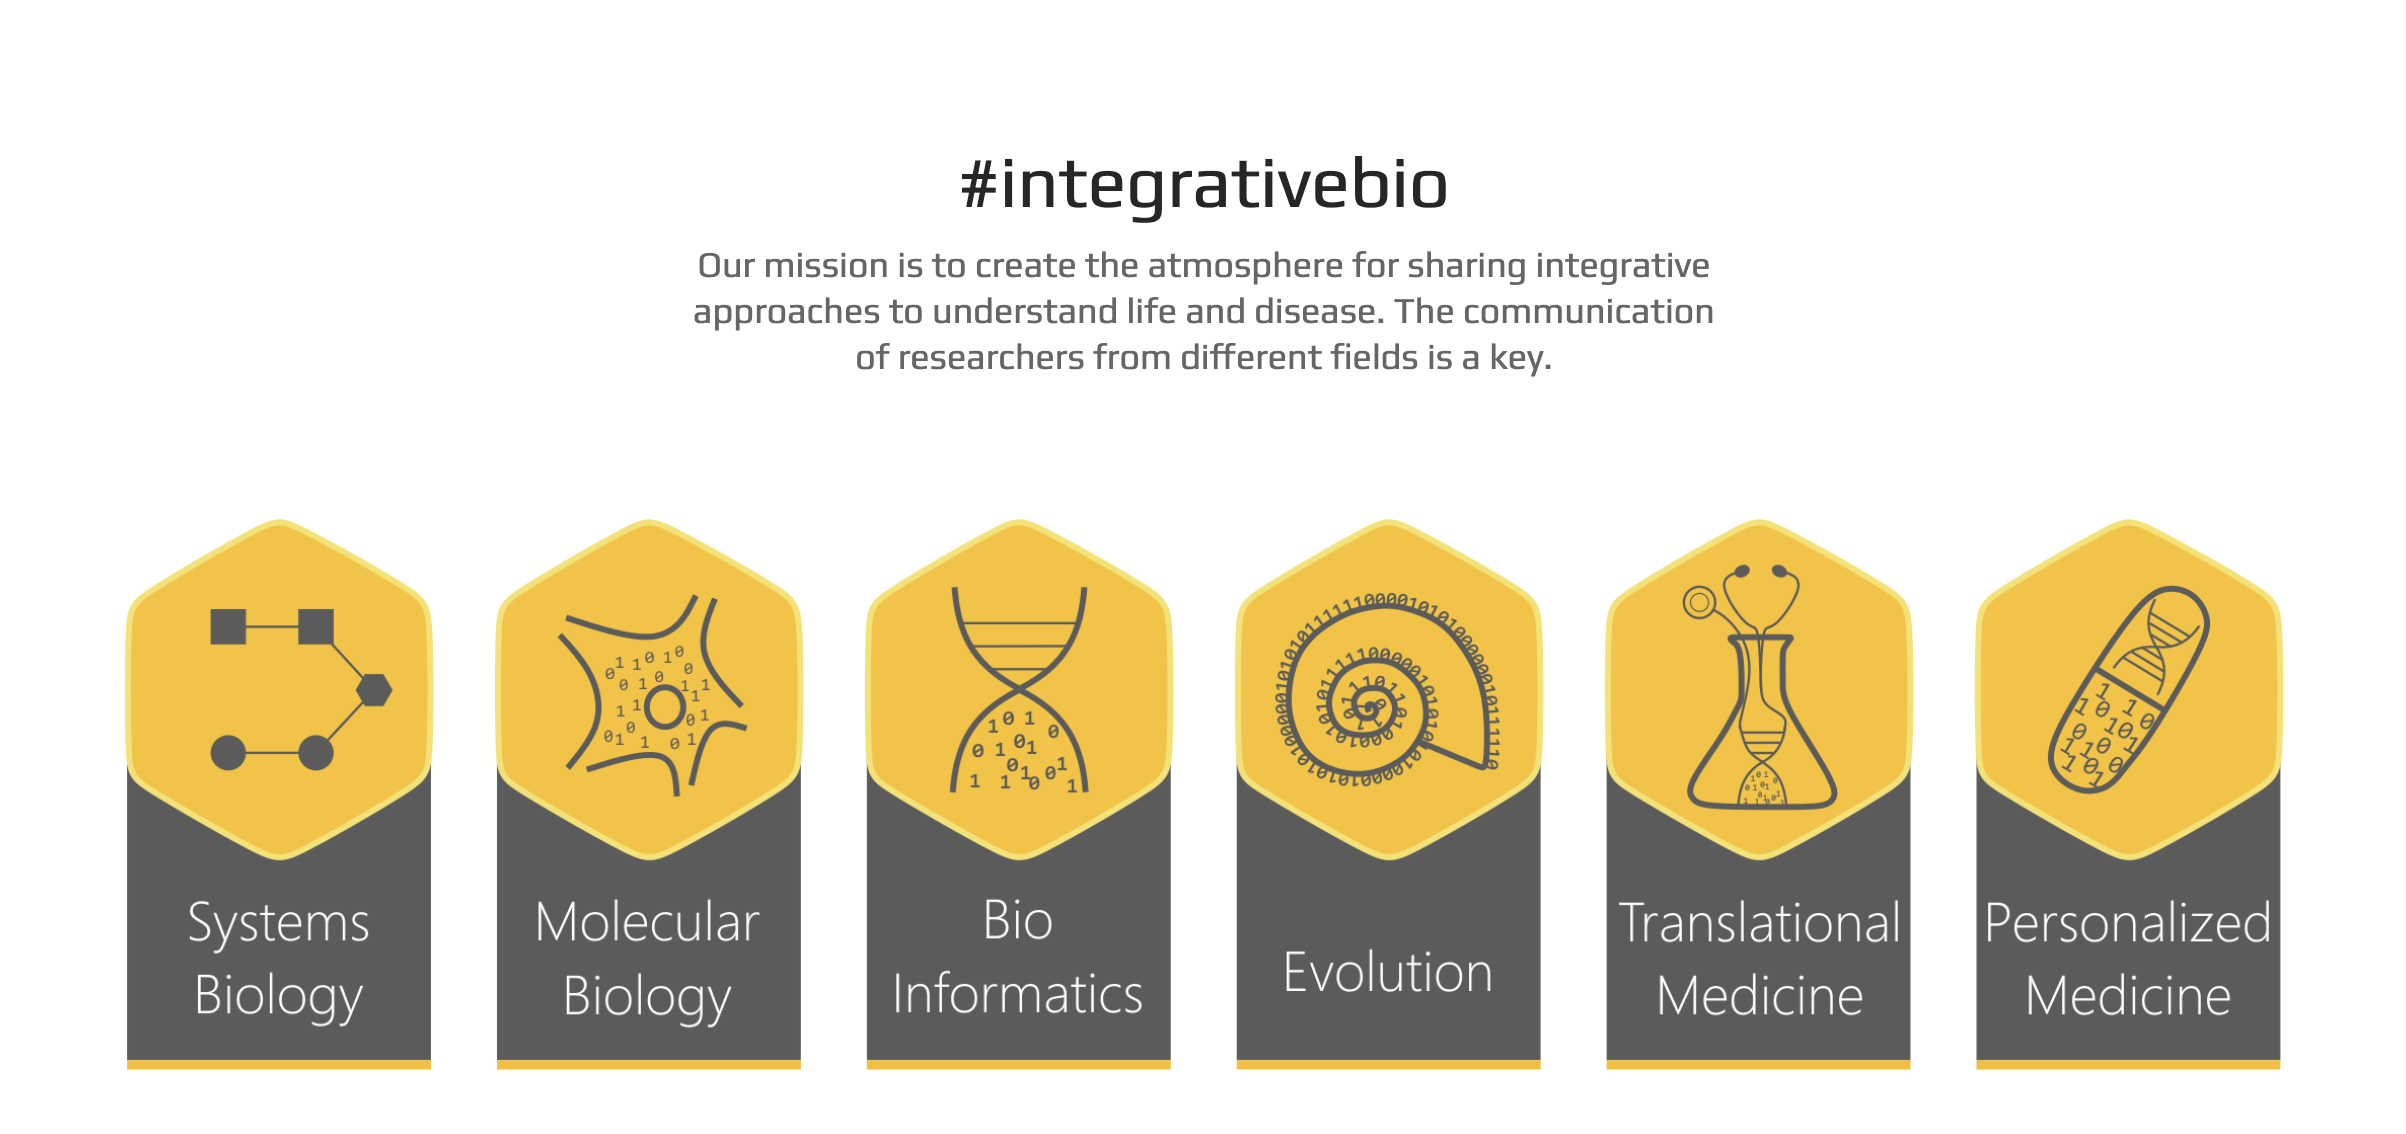 #integrativebio
Our mission is to create the atmosphere for sharing integrative
approaches to understand life and disease. The communication
of researchers from different fields is a key.
Systems
Biology
Molecular
Biology
Bio
Informatics
Evolution
Translational
Medicine
Personalized
Medicine